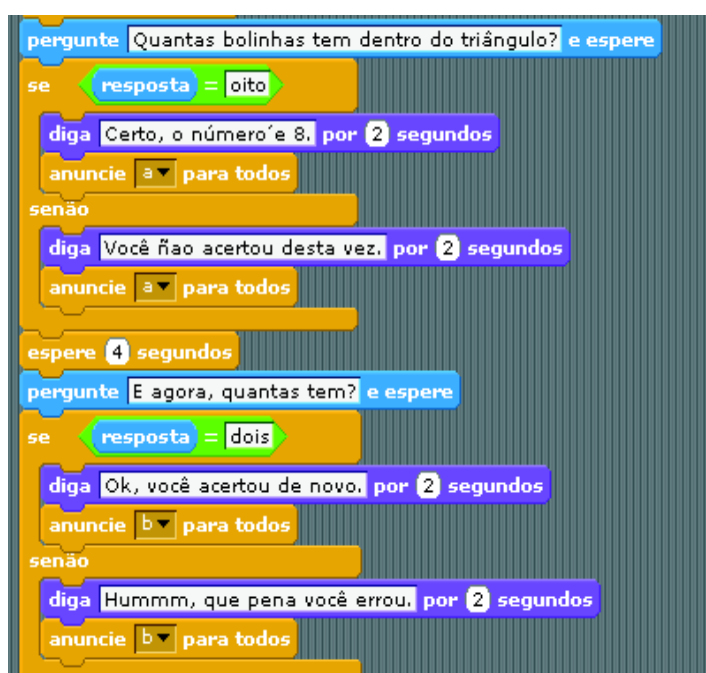 pergunte Quantas bolinhas tem dentro do triângulo? e espere
se resposta = oito
diga Certo, o número´e 8. por 2 segundos
anuncie a para todos
senão
diga Você ñao acertou desta vez. por 2 segundos
anuncie a para todos
espere 4 segundos
pergunte E agora, quantas tem? e espere
se resposta = dois
diga Ok, você acertou de novo. por 2 segundos
anuncie b para todos
senão
diga Hummm, que pena você errou. por 2 segundos
anuncie b para todos